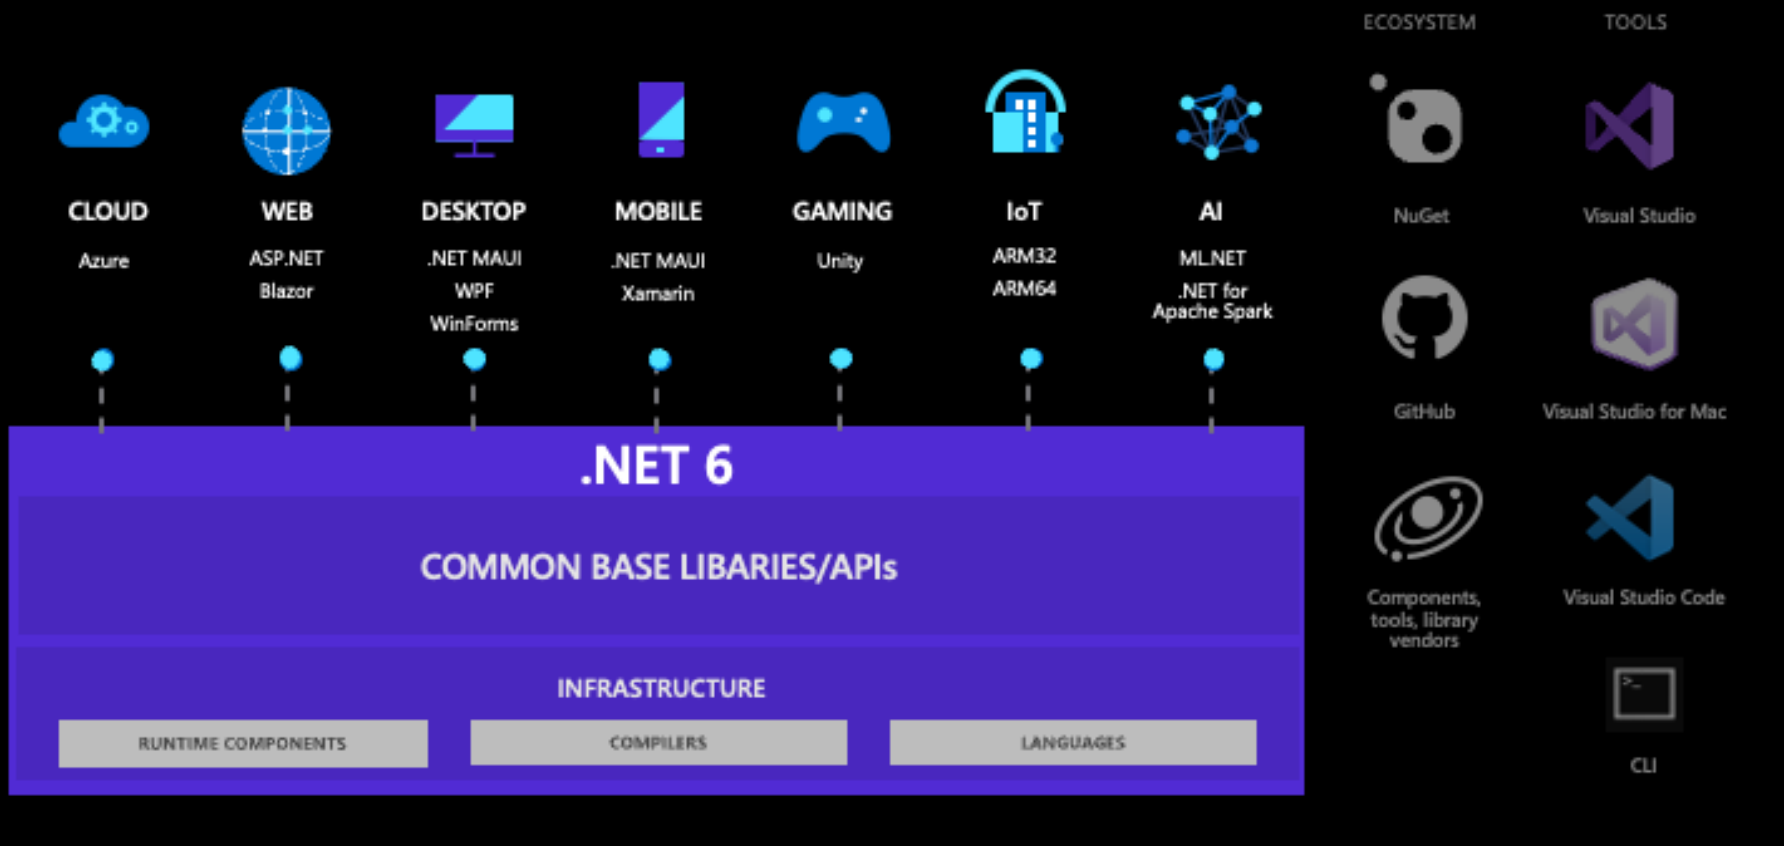 ECOSYSTEM
TOOLS
CLOUD
Azure
WEB
ASP.NET
Blazor
DESKTOP
.NET MAUI
WPF
WinForms
MOBILE
.NET MAUI
Xamarin
GAMING
Unity
IoT
ARM32
ARM64
AI
ML.NET
.NET for
Apache Spark
NuGet
GitHub
Components,
tools, library
vendors
Visual Studio
Visual Studio for Mac
Visual Studio Code
>_
CLI
.NET 6
COMMON BASE LIBARIES/APIs
INFRASTRUCTURE
RUNTIME COMPONENTS
COMPILERS
LANGUAGES